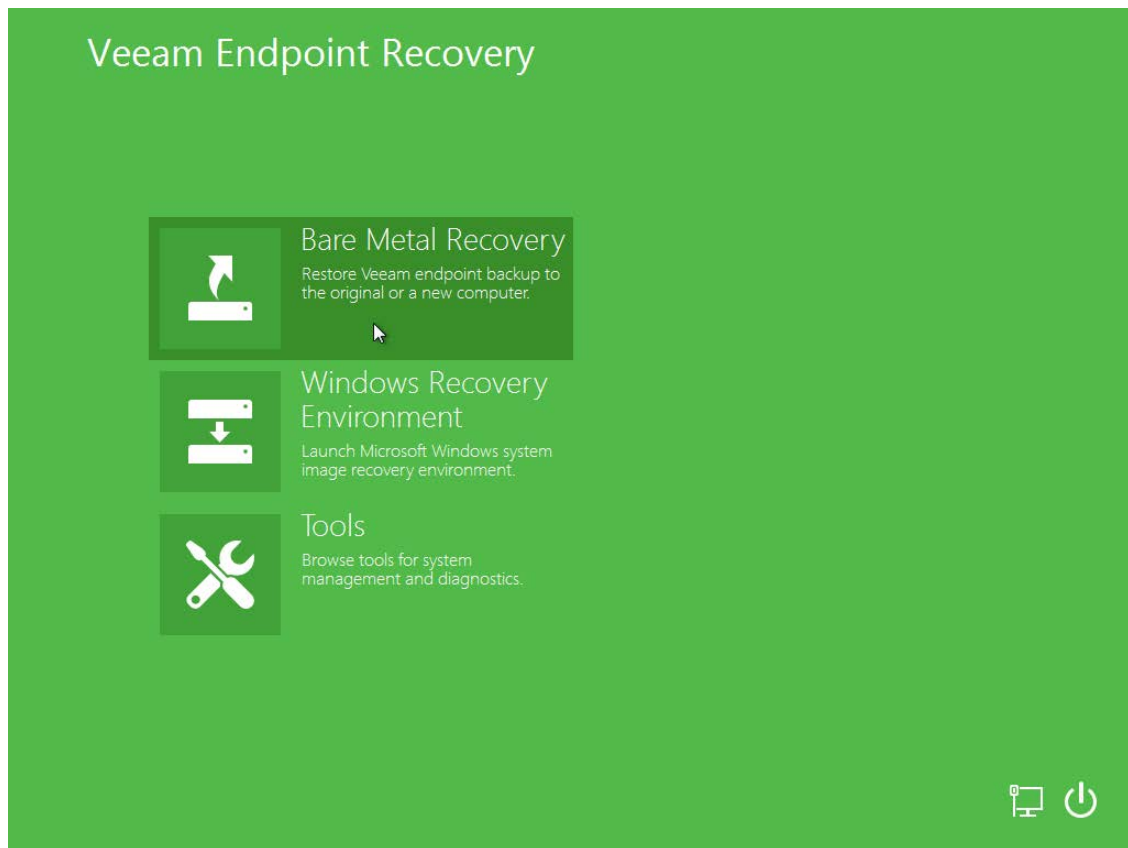 Veeam Endpoint Recovery
Bare Metal Recovery
Restore Veeam endpoint backup to
the original or a new computer.
Windows Recovery
Environment
Launch Microsoft Windows system
image recovery environment.
Tools
Browse tools for system
management and diagnostics.